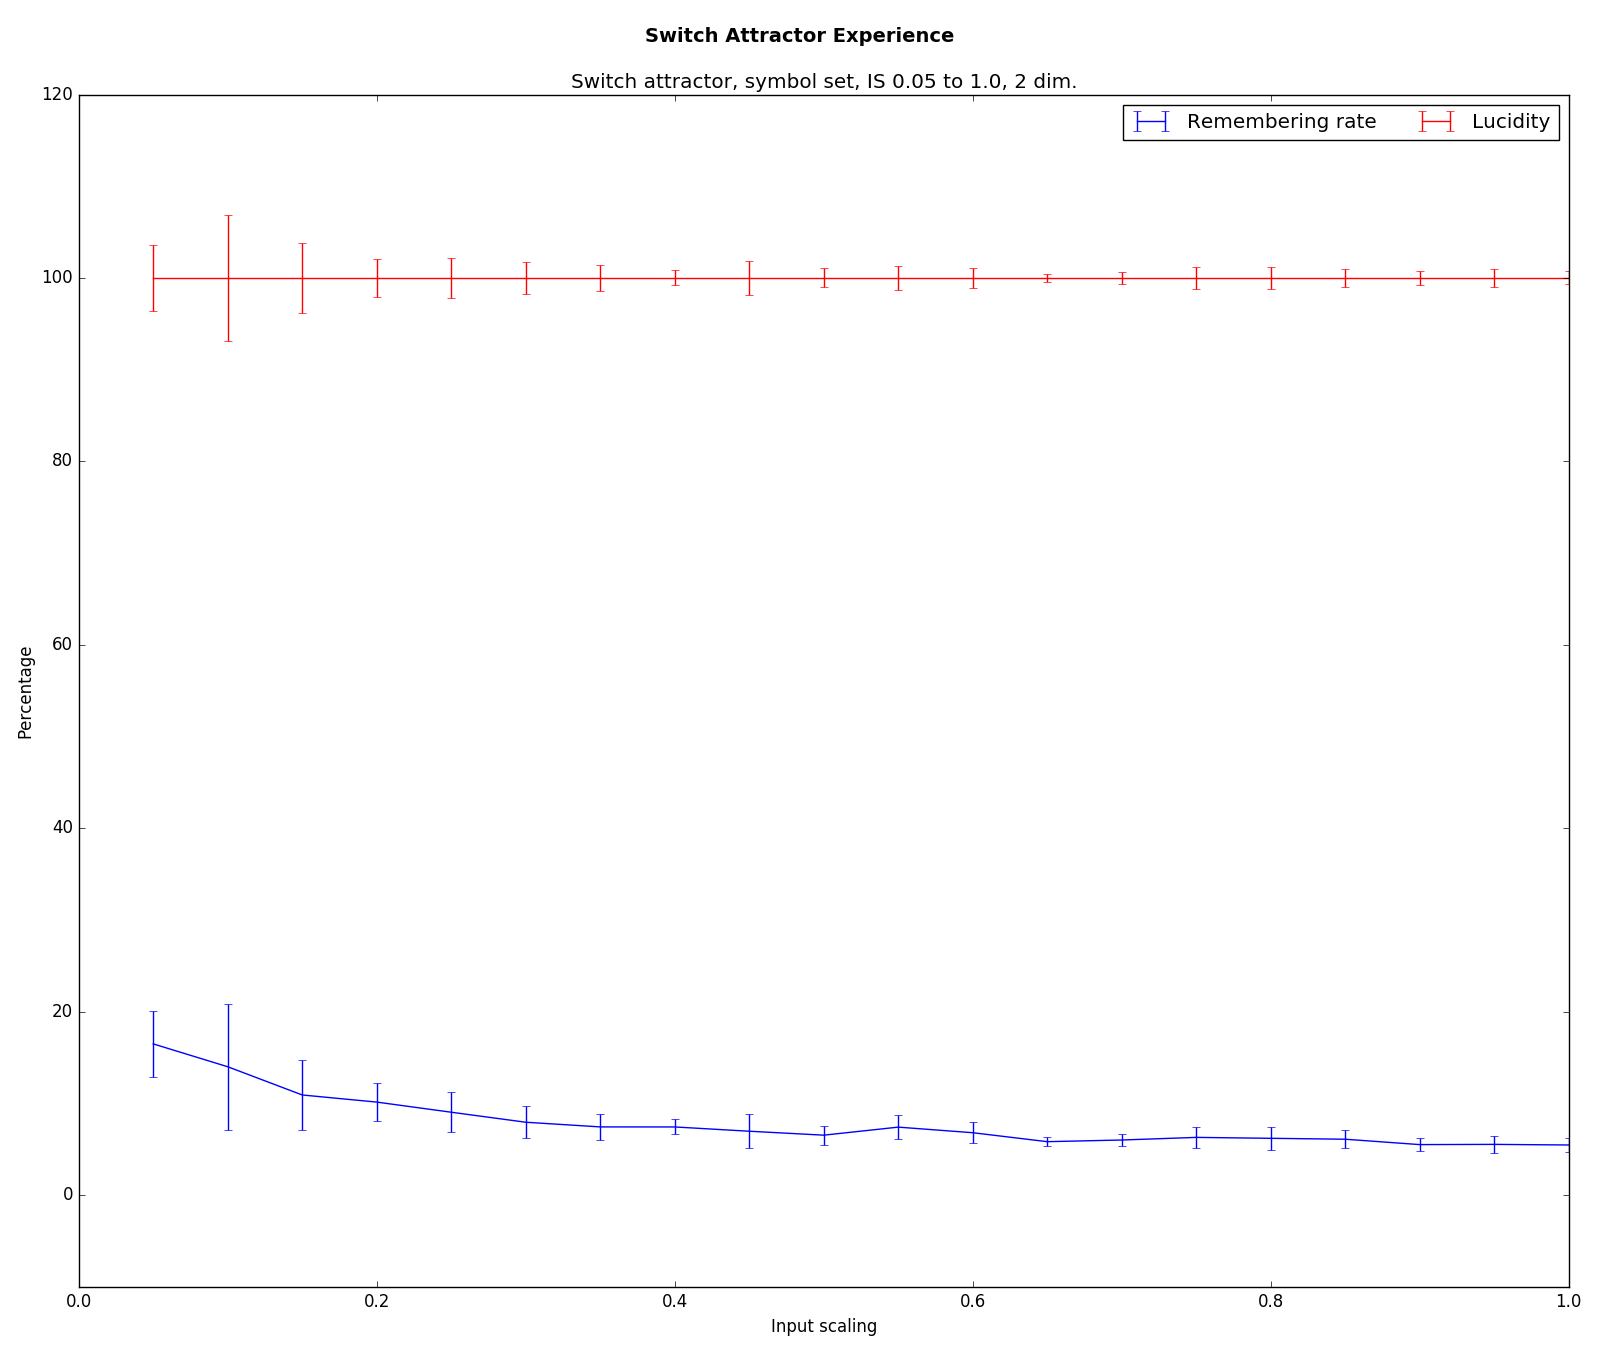 Switch Attractor Experience
Switch attractor, symbol set, IS 0.05 to 1.0, 2 dim.
120
Remembering rate Lucidity
100
80
60
Percentage
40
20
0
0.0 0.2 0.4 0.6 0.8 1.0
Input scaling